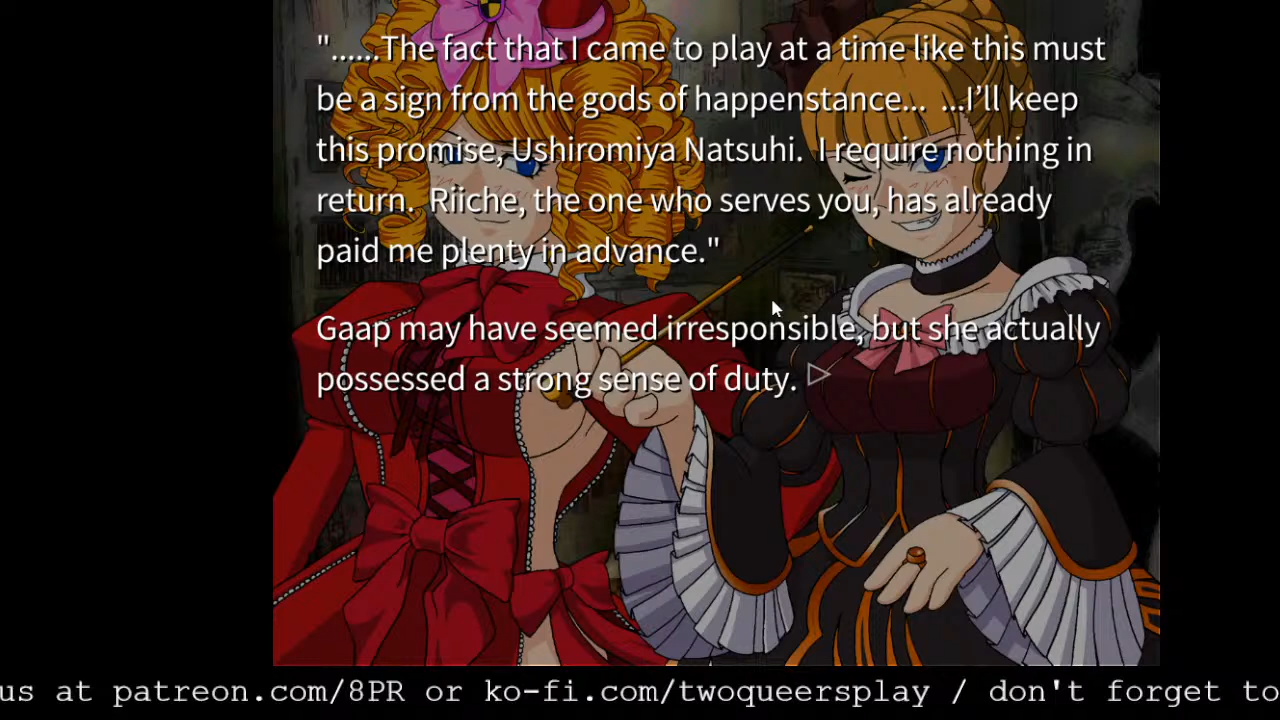 "......The fact that I came to play at a time like this must
be a sign from the gods of happenstance...  ...I’ll keep
this promise, Ushiromiya Natsuhi.  I require nothing in
return.  Riiche, the one who serves you, has already
paid me plenty in advance."
Gaap may have seemed irresponsible, but she actually
possessed a strong sense of duty.
us at patreon.com/8PR or ko-fi.com/twoqueersplay / don't forget to